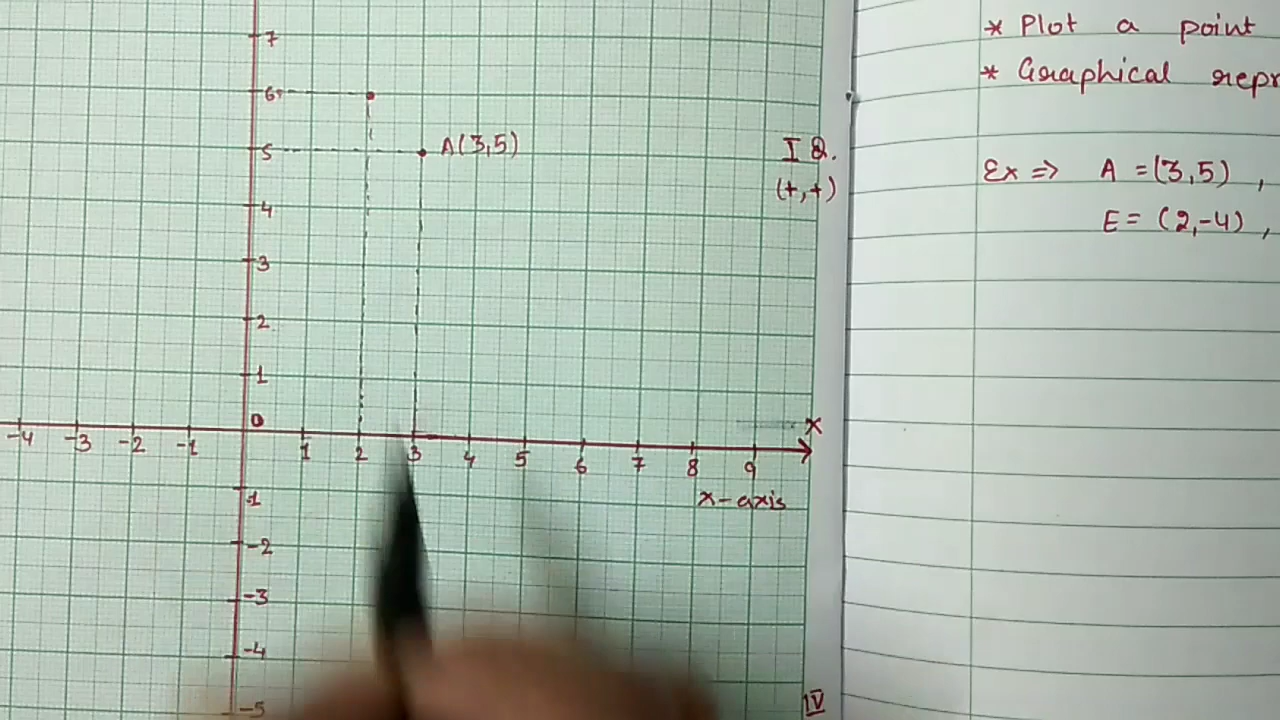 7
6
5
A(3,5)
4
3
2
1
0
I Q.
(+,+)
-4 -3 -2 -1 1 2 3 4 5 6 7 8 9
X
x-axis
-1
-2
-3
-4
-5
IV
* Plot a point
* Graphical repr
Ex ⇒ A = (3,5) ,
E = (2,-4) ,